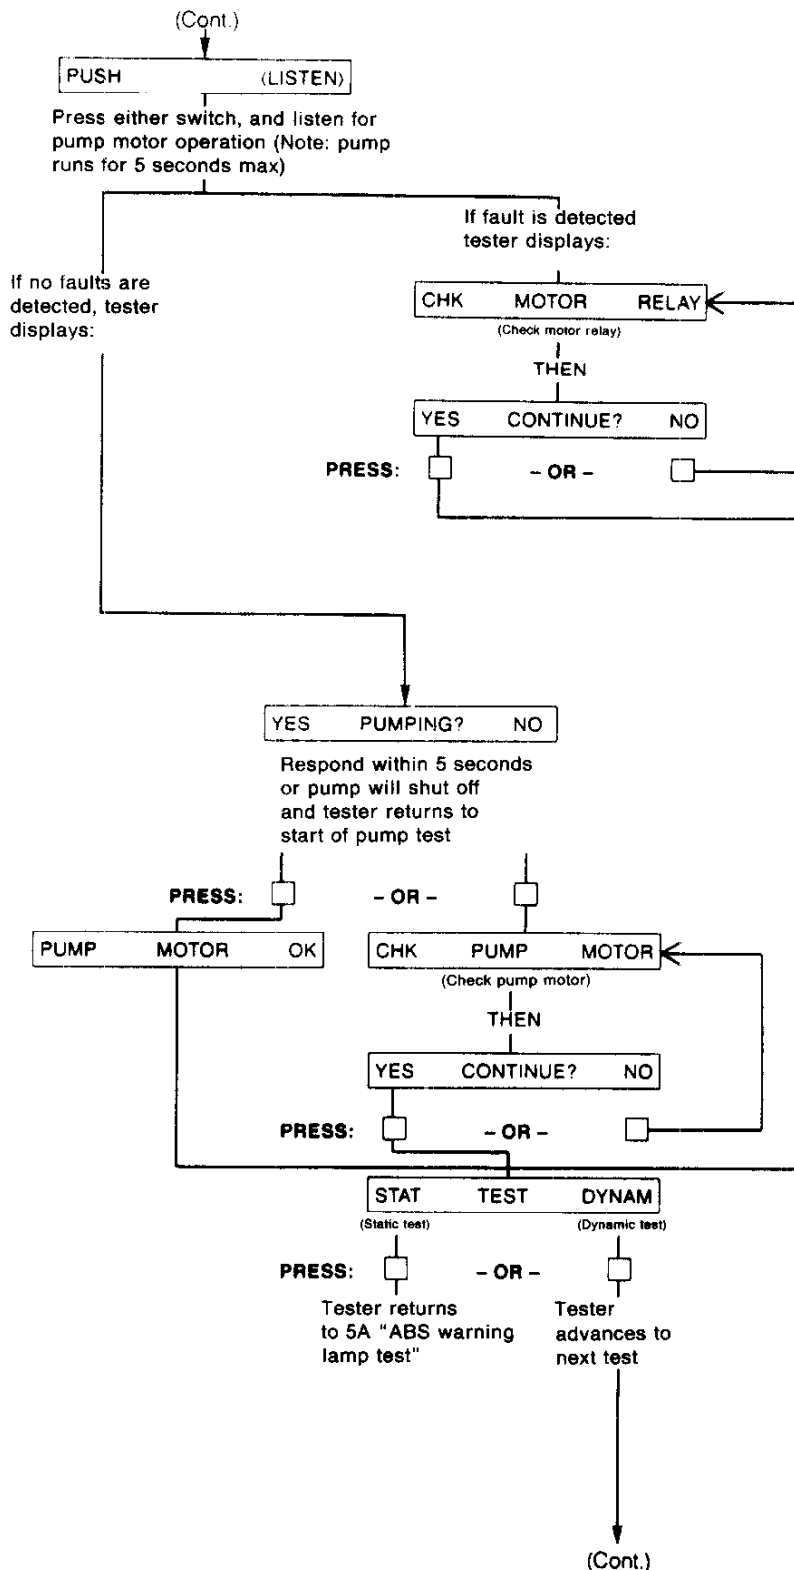 (Cont.)
PUSH (LISTEN)
Press either switch, and listen for
pump motor operation (Note: pump
runs for 5 seconds max)
If fault is detected
tester displays:
If no faults are
detected, tester
displays:
CHK MOTOR RELAY
(Check motor relay)
THEN
YES CONTINUE? NO
PRESS: – OR –
YES PUMPING? NO
Respond within 5 seconds
or pump will shut off
and tester returns to
start of pump test
PRESS: – OR –
PUMP MOTOR OK
CHK PUMP MOTOR
(Check pump motor)
THEN
YES CONTINUE? NO
PRESS: – OR –
STAT TEST DYNAM
(Static test) (Dynamic test)
PRESS: – OR –
Tester returns
to 5A "ABS warning
lamp test"
Tester
advances to
next test
(Cont.)